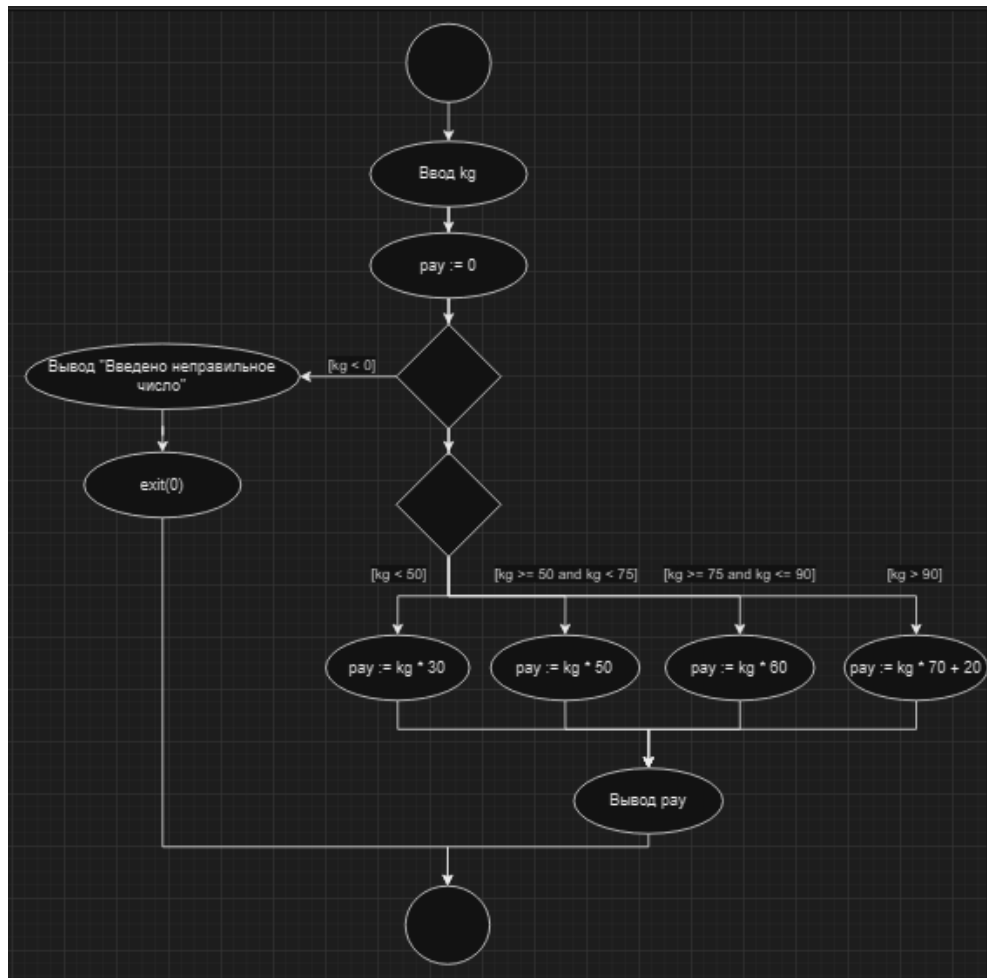 Ввод kg
pay := 0
[kg < 0]
Вывод "Введено неправильное
число"
exit(0)
[kg < 50]
[kg >= 50 and kg < 75]
[kg >= 75 and kg <= 90]
[kg > 90]
pay := kg * 30
pay := kg * 50
pay := kg * 60
pay := kg * 70 + 20
Вывод pay